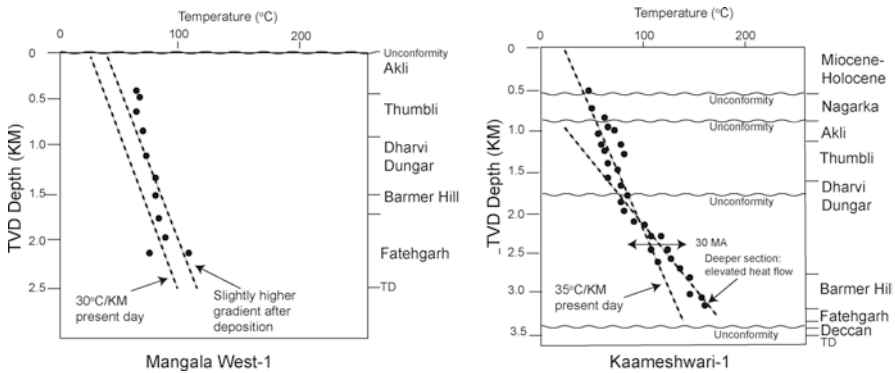 Temperature (°C)
0 100 200
0
0.5
1.0
1.5
2.0
2.5
TVD Depth (KM)
Unconformity
Akli
Thumbli
Dharvi
Dungar
Barmer Hill
Fatehgarh
TD
30°C/KM
present day
Slightly higher
gradient after
deposition
Mangala West-1
Temperature (°C)
0 100 200
0
0.5
1.0
1.5
2.0
2.5
3.0
3.5
TVD Depth (KM)
Miocene-
Holocene
Unconformity
Nagarka
Unconformity
Akli
Thumbli
Dharvi
Dungar
Unconformity
30 MA
Deeper section:
elevated heat flow
35°C/KM
present day
Barmer Hil
Fatehgarh
Deccan
Unconformity
TD
Kaameshwari-1